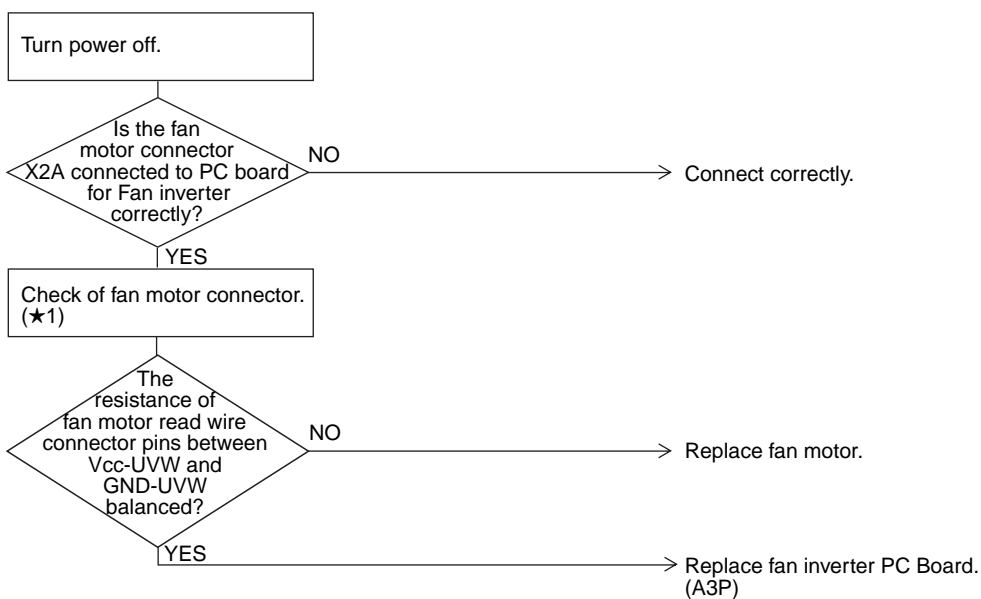 Turn power off.
Is the fan
motor connector
X2A connected to PC board
for Fan inverter
correctly?
NO
Connect correctly.
YES
Check of fan motor connector.
(★1)
The
resistance of
fan motor read wire
connector pins between
Vcc-UVW and
GND-UVW
balanced?
NO
Replace fan motor.
YES
Replace fan inverter PC Board.
(A3P)